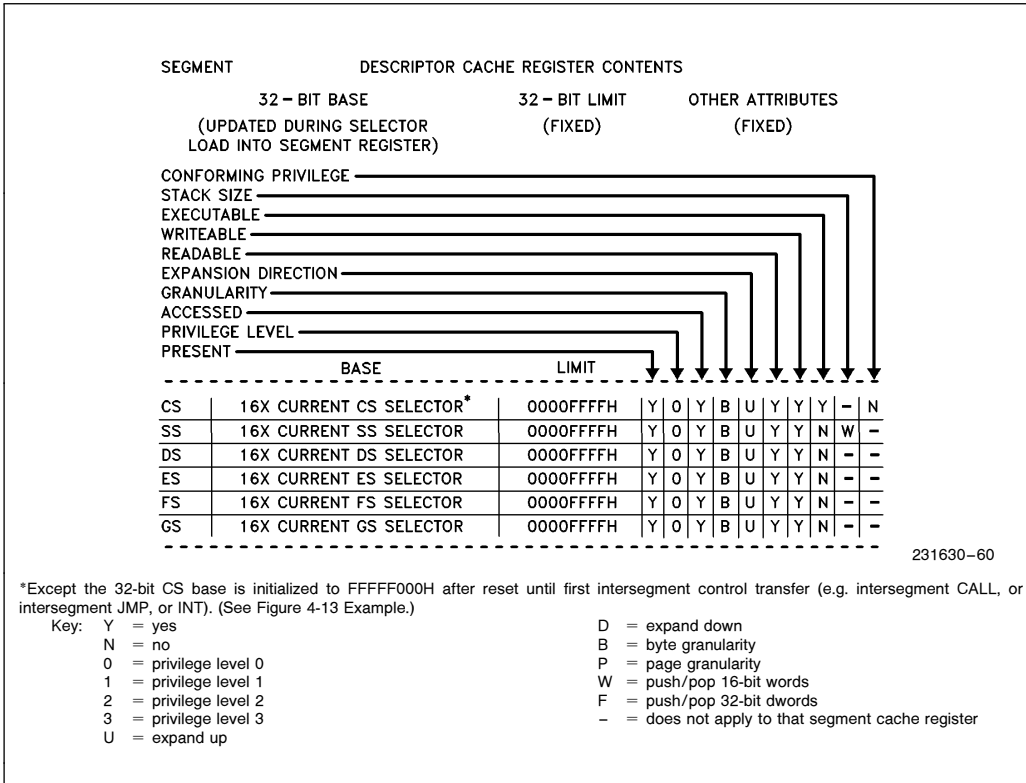 SEGMENT DESCRIPTOR CACHE REGISTER CONTENTS
32 – BIT BASE 32 – BIT LIMIT OTHER ATTRIBUTES
(UPDATED DURING SELECTOR (FIXED) (FIXED)
LOAD INTO SEGMENT REGISTER)
CONFORMING PRIVILEGE
STACK SIZE
EXECUTABLE
WRITEABLE
READABLE
EXPANSION DIRECTION
GRANULARITY
ACCESSED
PRIVILEGE LEVEL
PRESENT
BASE LIMIT
CS 16X CURRENT CS SELECTOR* 0000FFFFH Y 0 Y B U Y Y Y – N
SS 16X CURRENT SS SELECTOR 0000FFFFH Y 0 Y B U Y Y N W –
DS 16X CURRENT DS SELECTOR 0000FFFFH Y 0 Y B U Y Y N – –
ES 16X CURRENT ES SELECTOR 0000FFFFH Y 0 Y B U Y Y N – –
FS 16X CURRENT FS SELECTOR 0000FFFFH Y 0 Y B U Y Y N – –
GS 16X CURRENT GS SELECTOR 0000FFFFH Y 0 Y B U Y Y N – –
231630–60
*Except the 32-bit CS base is initialized to FFFFF000H after reset until first intersegment control transfer (e.g. intersegment CALL, or
intersegment JMP, or INT). (See Figure 4-13 Example.)
Key: Y = yes D = expand down
N = no B = byte granularity
0 = privilege level 0 P = page granularity
1 = privilege level 1 W = push/pop 16-bit words
2 = privilege level 2 F = push/pop 32-bit dwords
3 = privilege level 3 – = does not apply to that segment cache register
U = expand up